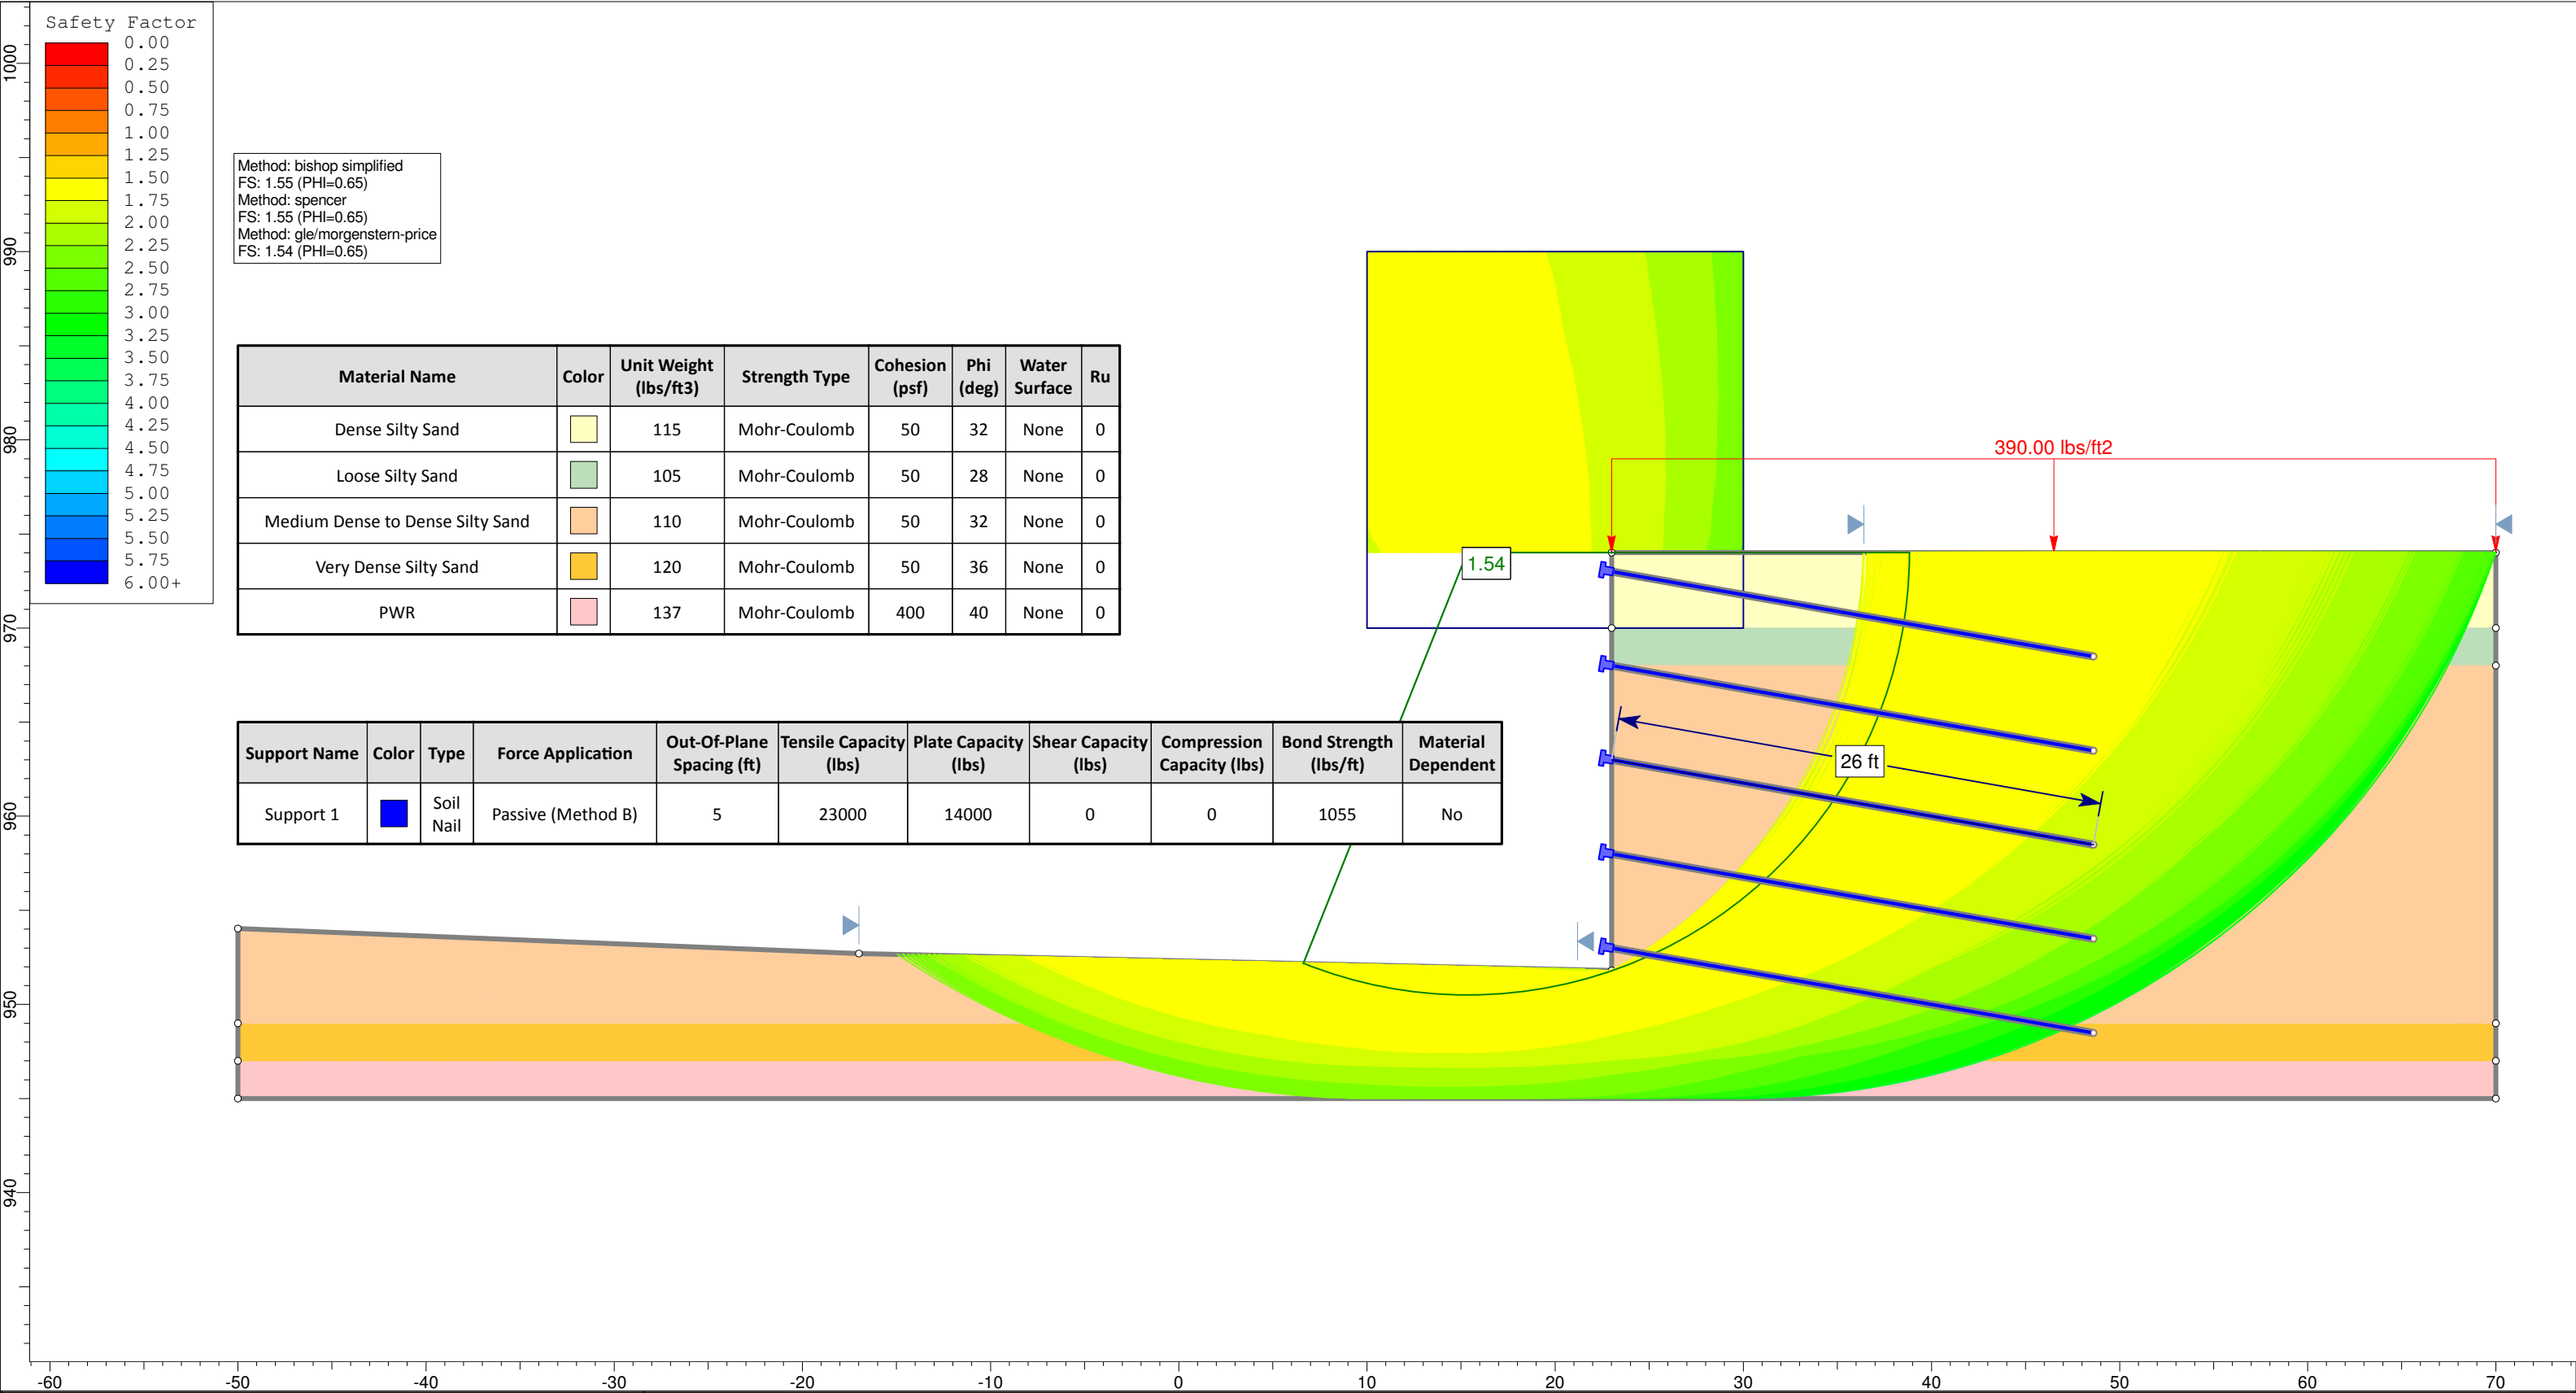 Safety Factor
0.00
0.25
0.50
0.75
1.00
1.25
1.50
1.75
2.00
2.25
2.50
2.75
3.00
3.25
3.50
3.75
4.00
4.25
4.50
4.75
5.00
5.25
5.50
5.75
6.00+
Method: bishop simplified
FS: 1.55 (PHI=0.65)
Method: spencer
FS: 1.55 (PHI=0.65)
Method: gle/morgenstern-price
FS: 1.54 (PHI=0.65)
Material Name Color Unit Weight (lbs/ft3) Strength Type Cohesion (psf) Phi (deg) Water Surface Ru
Dense Silty Sand 115 Mohr-Coulomb 50 32 None 0
Loose Silty Sand 105 Mohr-Coulomb 50 28 None 0
Medium Dense to Dense Silty Sand 110 Mohr-Coulomb 50 32 None 0
Very Dense Silty Sand 120 Mohr-Coulomb 50 36 None 0
PWR 137 Mohr-Coulomb 400 40 None 0
390.00 lbs/ft2
1.54
Support Name Color Type Force Application Out-Of-Plane Spacing (ft) Tensile Capacity (lbs) Plate Capacity (lbs) Shear Capacity (lbs) Compression Capacity (lbs) Bond Strength (lbs/ft) Material Dependent
Support 1 Soil Nail Passive (Method B) 5 23000 14000 0 0 1055 No
26 ft
1000
990
980
970
960
950
940
-60 -50 -40 -30 -20 -10 0 10 20 30 40 50 60 70